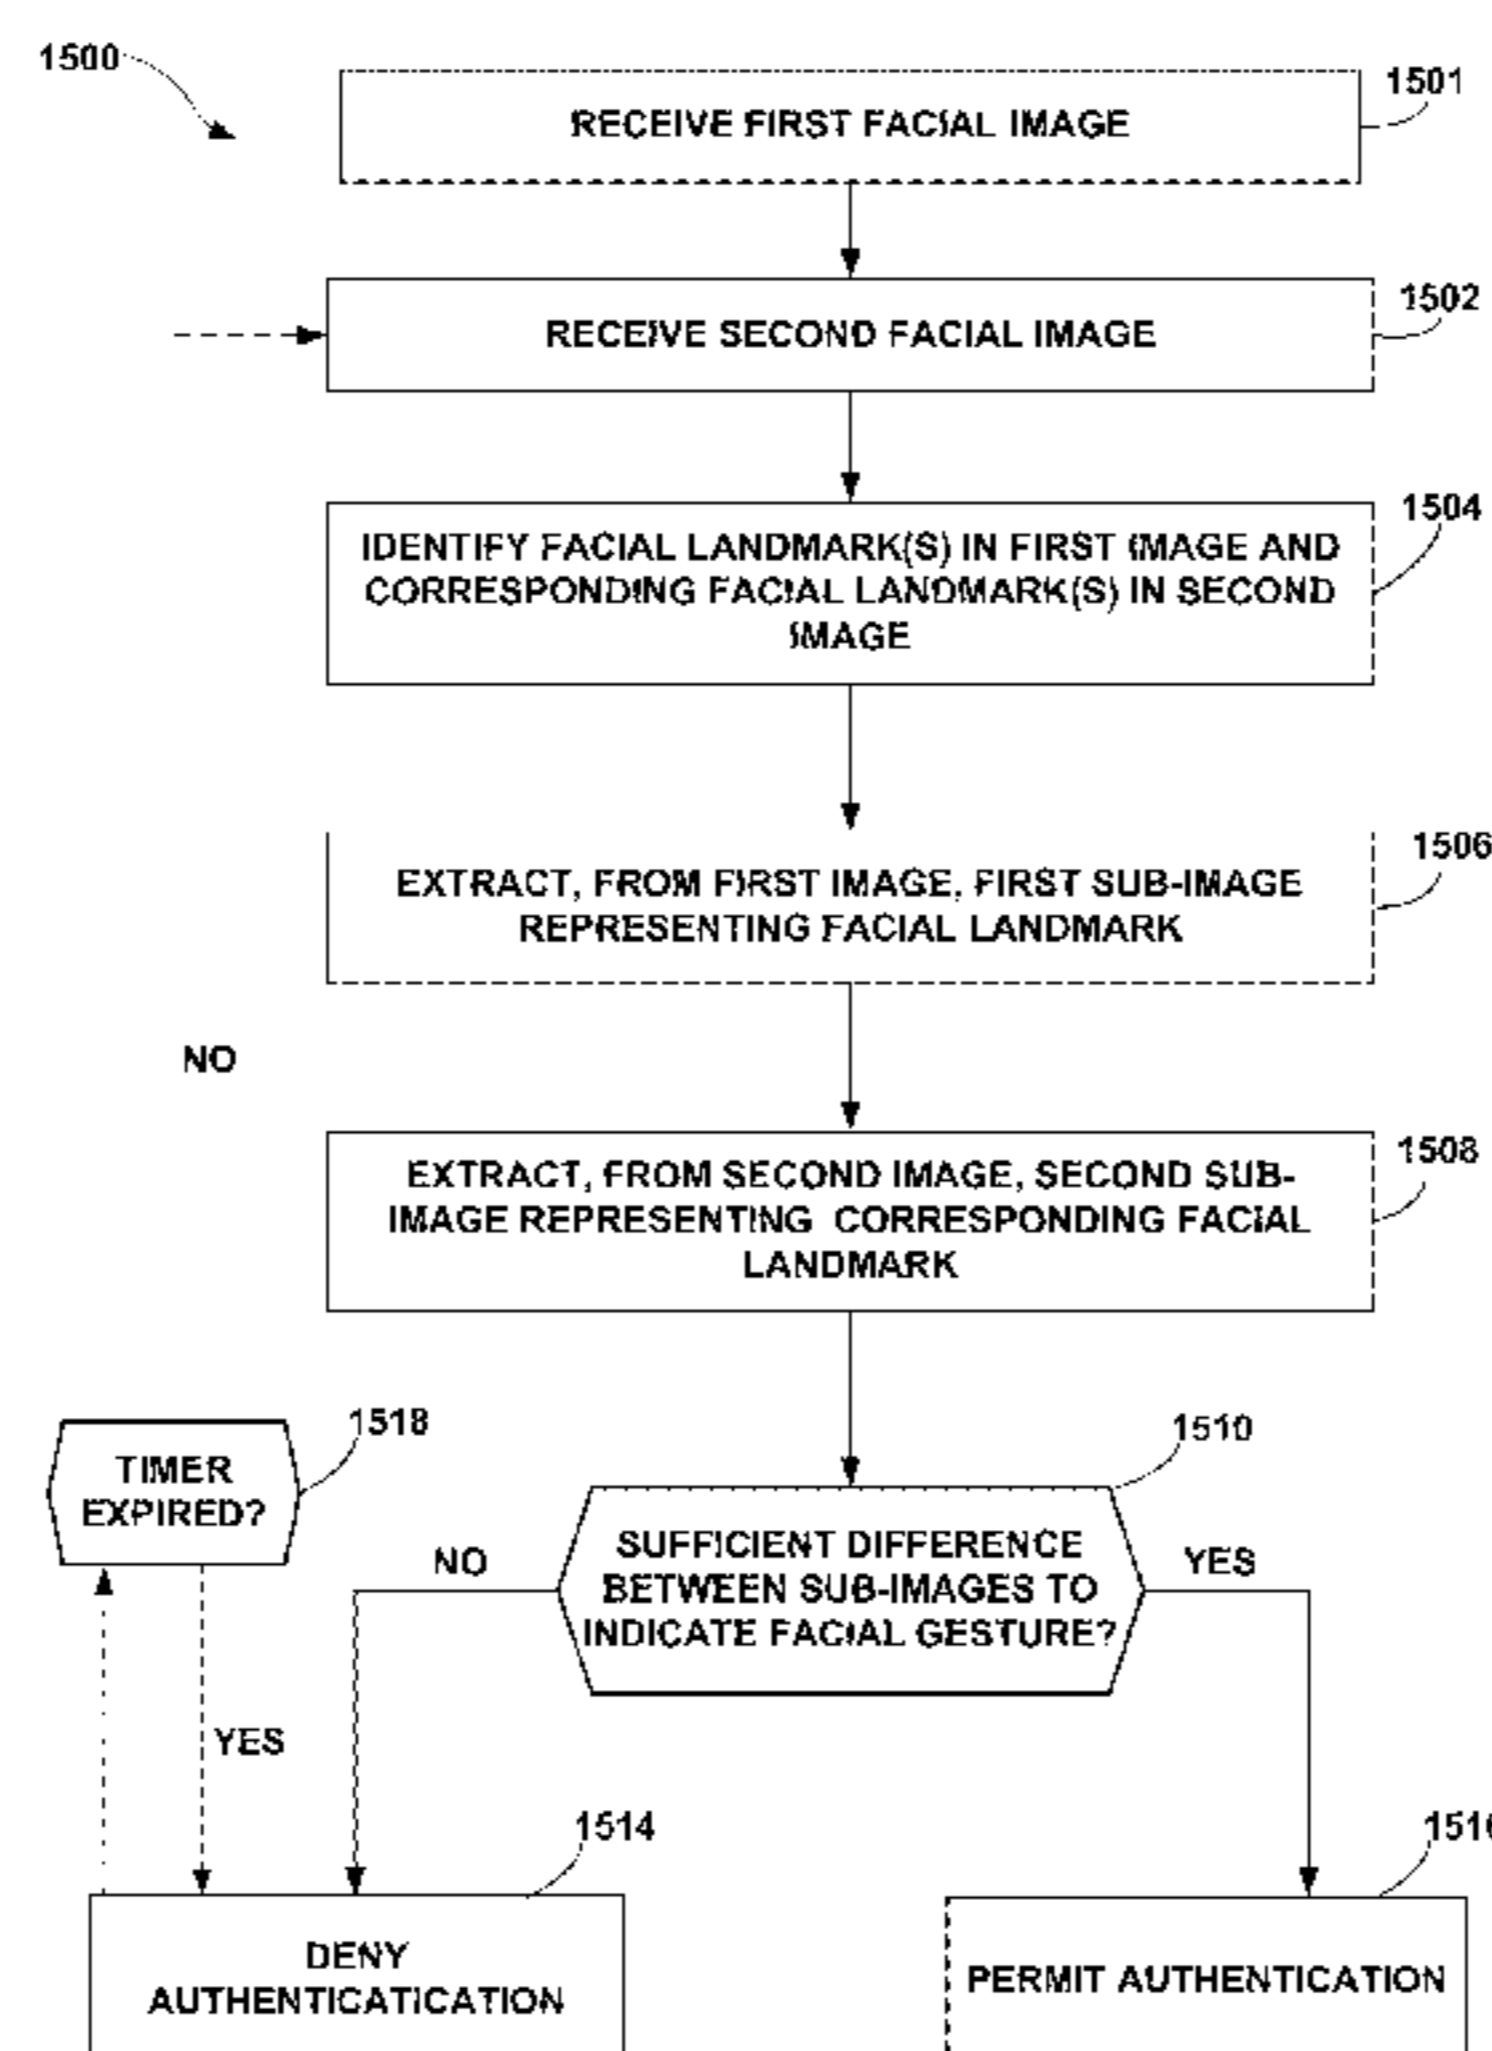 1500
1501
RECEIVE FIRST FACIAL IMAGE
1502
RECEIVE SECOND FACIAL IMAGE
1504
IDENTIFY FACIAL LANDMARK(S) IN FIRST IMAGE AND
CORRESPONDING FACIAL LANDMARK(S) IN SECOND
IMAGE
1506
EXTRACT, FROM FIRST IMAGE, FIRST SUB-IMAGE
REPRESENTING FACIAL LANDMARK
NO
1508
EXTRACT, FROM SECOND IMAGE, SECOND SUB-
IMAGE REPRESENTING CORRESPONDING FACIAL
LANDMARK
1518
TIMER
EXPIRED?
1510
SUFFICIENT DIFFERENCE
BETWEEN SUB-IMAGES TO
INDICATE FACIAL GESTURE?
NO
YES
YES
1514
DENY
AUTHENTICATICATION
1516
PERMIT AUTHENTICATION